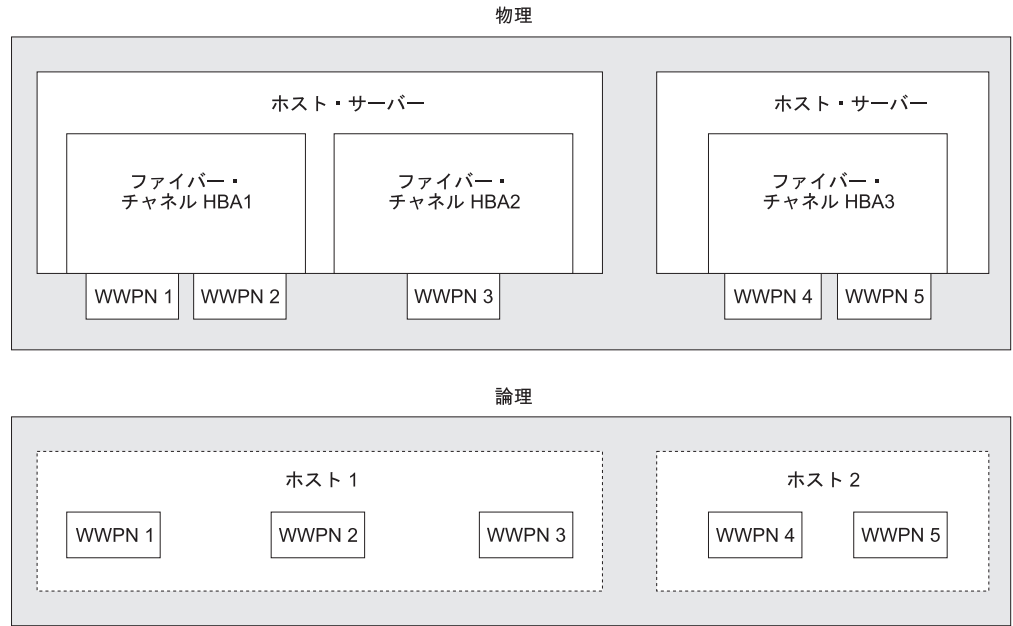 物理
ホスト・サーバー
ホスト・サーバー
ファイバー・
チャネル HBA1
ファイバー・
チャネル HBA2
ファイバー・
チャネル HBA3
WWPN 1
WWPN 2
WWPN 3
WWPN 4
WWPN 5
論理
ホスト 1
ホスト 2
WWPN 1
WWPN 2
WWPN 3
WWPN 4
WWPN 5